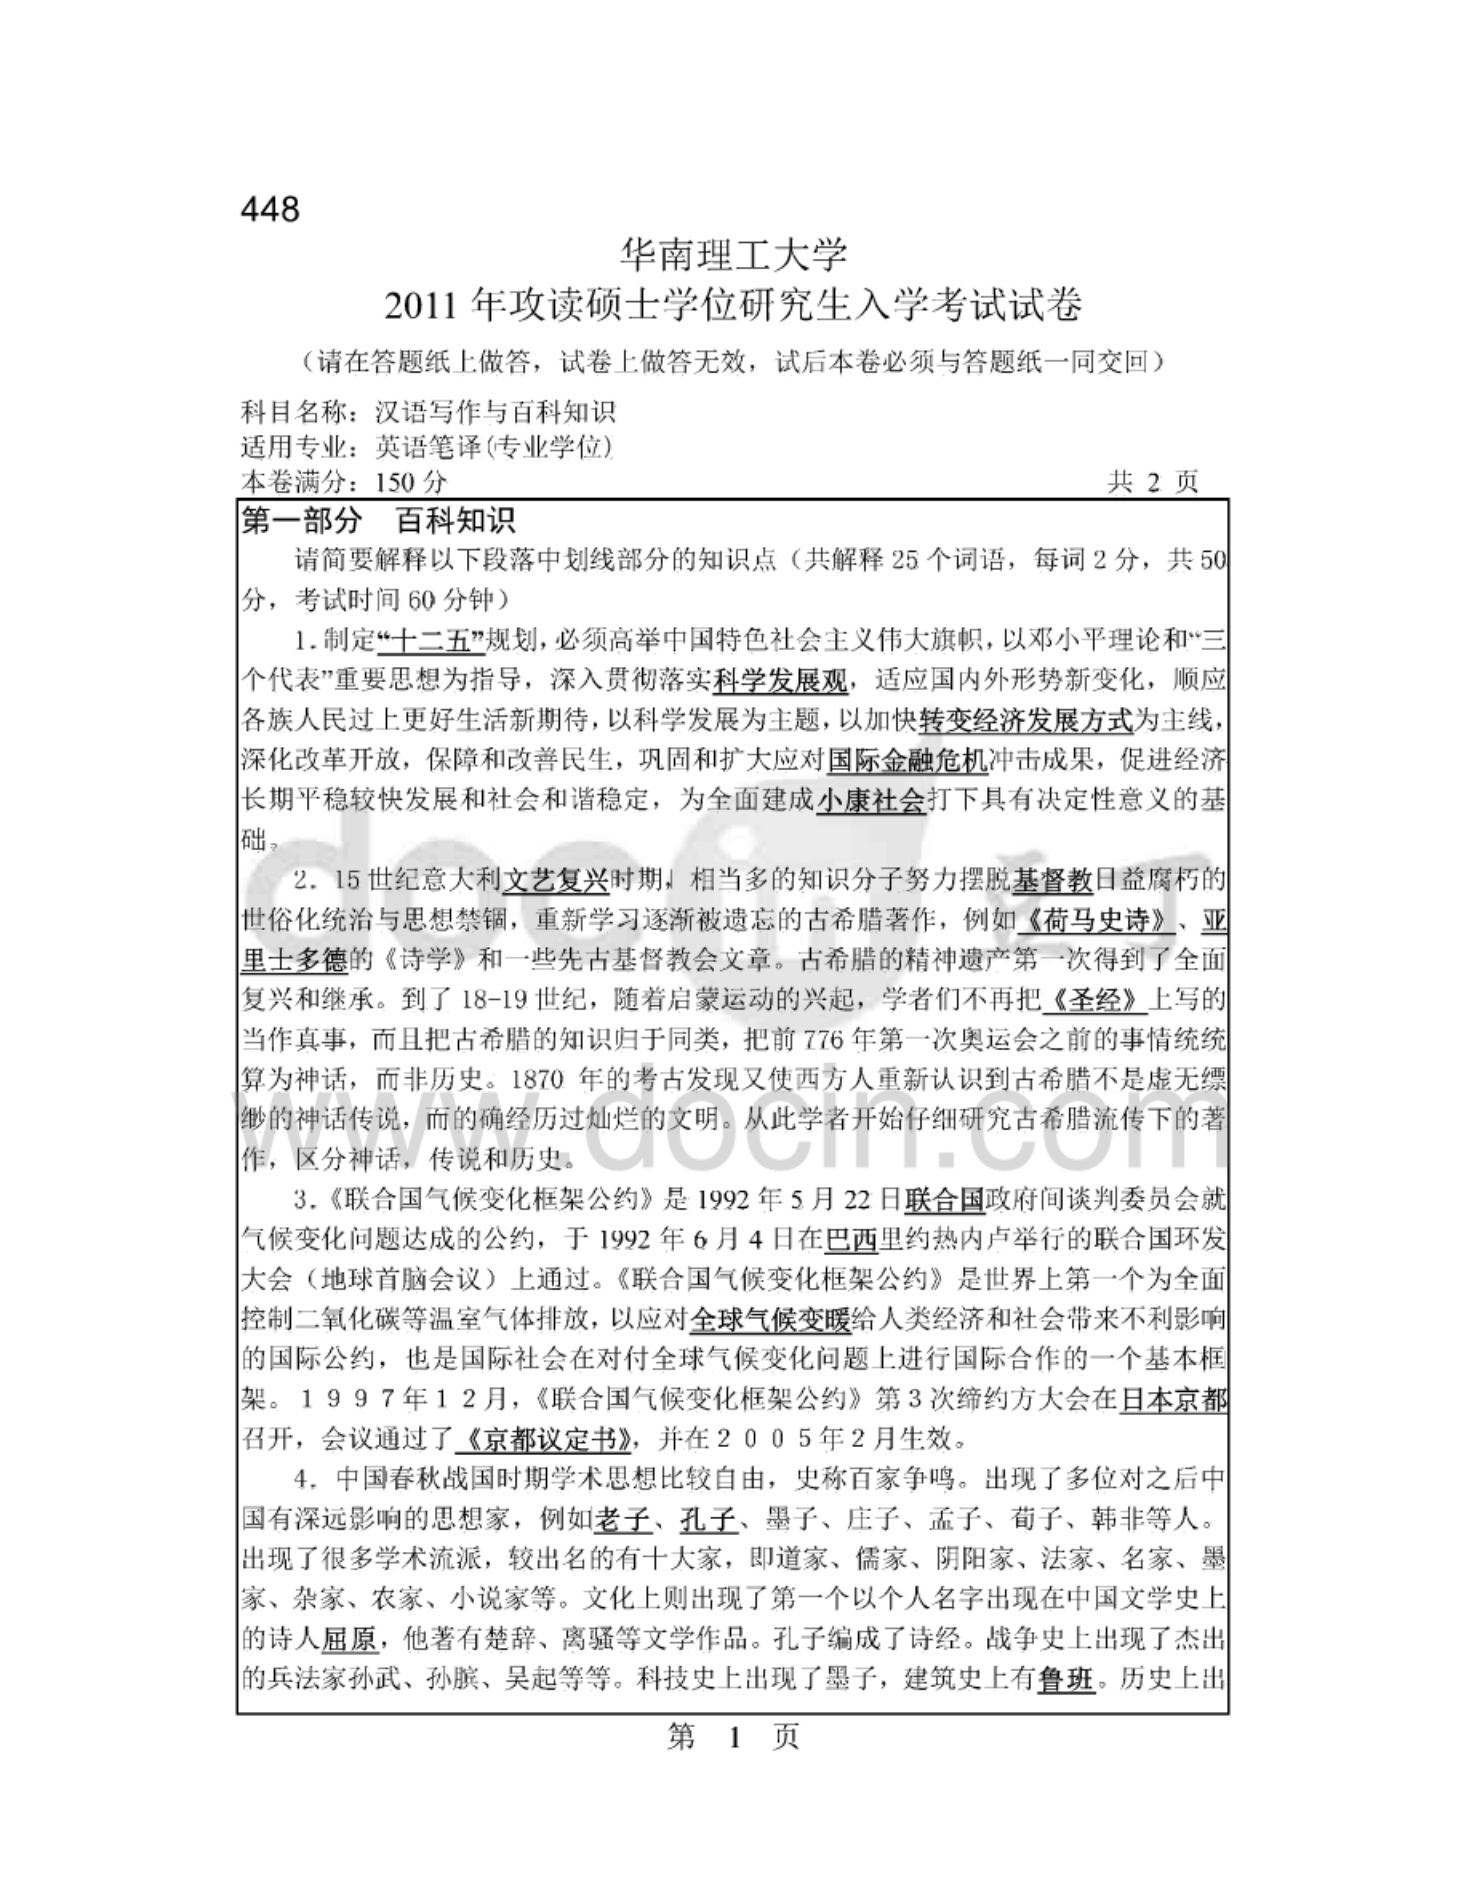 448
华南理工大学
2011 年攻读硕士学位研究生入学考试试卷
（请在答题纸上做答，试卷上做答无效，试后本卷必须与答题纸一同交回）
科目名称：汉语写作与百科知识
适用专业：英语笔译(专业学位)
本卷满分：150 分 共 2 页
第一部分 百科知识
请简要解释以下段落中划线部分的知识点（共解释 25 个词语，每词 2 分，共 50
分，考试时间 60 分钟）
1.制定“十二五”规划，必须高举中国特色社会主义伟大旗帜，以邓小平理论和“三
个代表”重要思想为指导，深入贯彻落实科学发展观，适应国内外形势新变化，顺应
各族人民过上更好生活新期待，以科学发展为主题，以加快转变经济发展方式为主线，
深化改革开放，保障和改善民生，巩固和扩大应对国际金融危机冲击成果，促进经济
长期平稳较快发展和社会和谐稳定，为全面建成小康社会打下具有决定性意义的基
础。
2. 15 世纪意大利文艺复兴时期，相当多的知识分子努力摆脱基督教日益腐朽的
世俗化统治与思想禁锢，重新学习逐渐被遗忘的古希腊著作，例如《荷马史诗》、亚
里士多德的《诗学》和一些先古基督教会文章。古希腊的精神遗产第一次得到了全面
复兴和继承。到了 18-19 世纪，随着启蒙运动的兴起，学者们不再把《圣经》上写的
当作真事，而且把古希腊的知识归于同类，把前 776 年第一次奥运会之前的事情统统
算为神话，而非历史。1870 年的考古发现又使西方人重新认识到古希腊不是虚无缥
缈的神话传说，而的确经历过灿烂的文明。从此学者开始仔细研究古希腊流传下的著
作，区分神话，传说和历史。
3.《联合国气候变化框架公约》是 1992 年 5 月 22 日联合国政府间谈判委员会就
气候变化问题达成的公约，于 1992 年 6 月 4 日在巴西里约热内卢举行的联合国环发
大会（地球首脑会议）上通过。《联合国气候变化框架公约》是世界上第一个为全面
控制二氧化碳等温室气体排放，以应对全球气候变暖给人类经济和社会带来不利影响
的国际公约，也是国际社会在对付全球气候变化问题上进行国际合作的一个基本框
架。１９９７年１２月，《联合国气候变化框架公约》第３次缔约方大会在日本京都
召开，会议通过了《京都议定书》，并在２００５年２月生效。
4. 中国春秋战国时期学术思想比较自由，史称百家争鸣。出现了多位对之后中
国有深远影响的思想家，例如老子、孔子、墨子、庄子、孟子、荀子、韩非等人。
出现了很多学术流派，较出名的有十大家，即道家、儒家、阴阳家、法家、名家、墨
家、杂家、农家、小说家等。文化上则出现了第一个以个人名字出现在中国文学史上
的诗人屈原，他著有楚辞、离骚等文学作品。孔子编成了诗经。战争史上出现了杰出
的兵法家孙武、孙膑、吴起等等。科技史上出现了墨子，建筑史上有鲁班。历史上出
第 1 页
docin 豆丁
www.docin.com